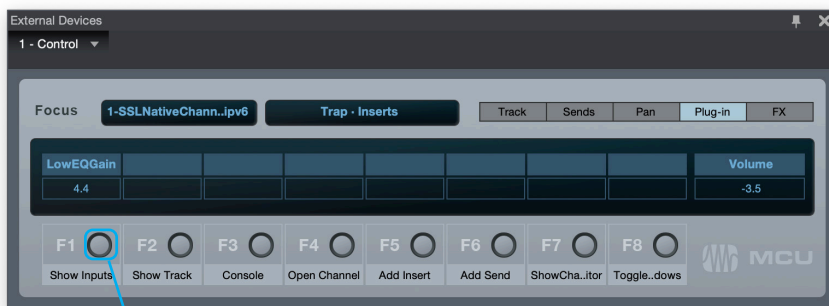 External Devices
1 - Control
Focus 1-SSLNativeChann..ipv6 Trap · Inserts Track Sends Pan Plug-in FX
LowEQGain Volume
4.4 -3.5
F1 F2 F3 F4 F5 F6 F7 F8 MCU
Show Inputs Show Track Console Open Channel Add Insert Add Send ShowCha..itor Toggle..dows